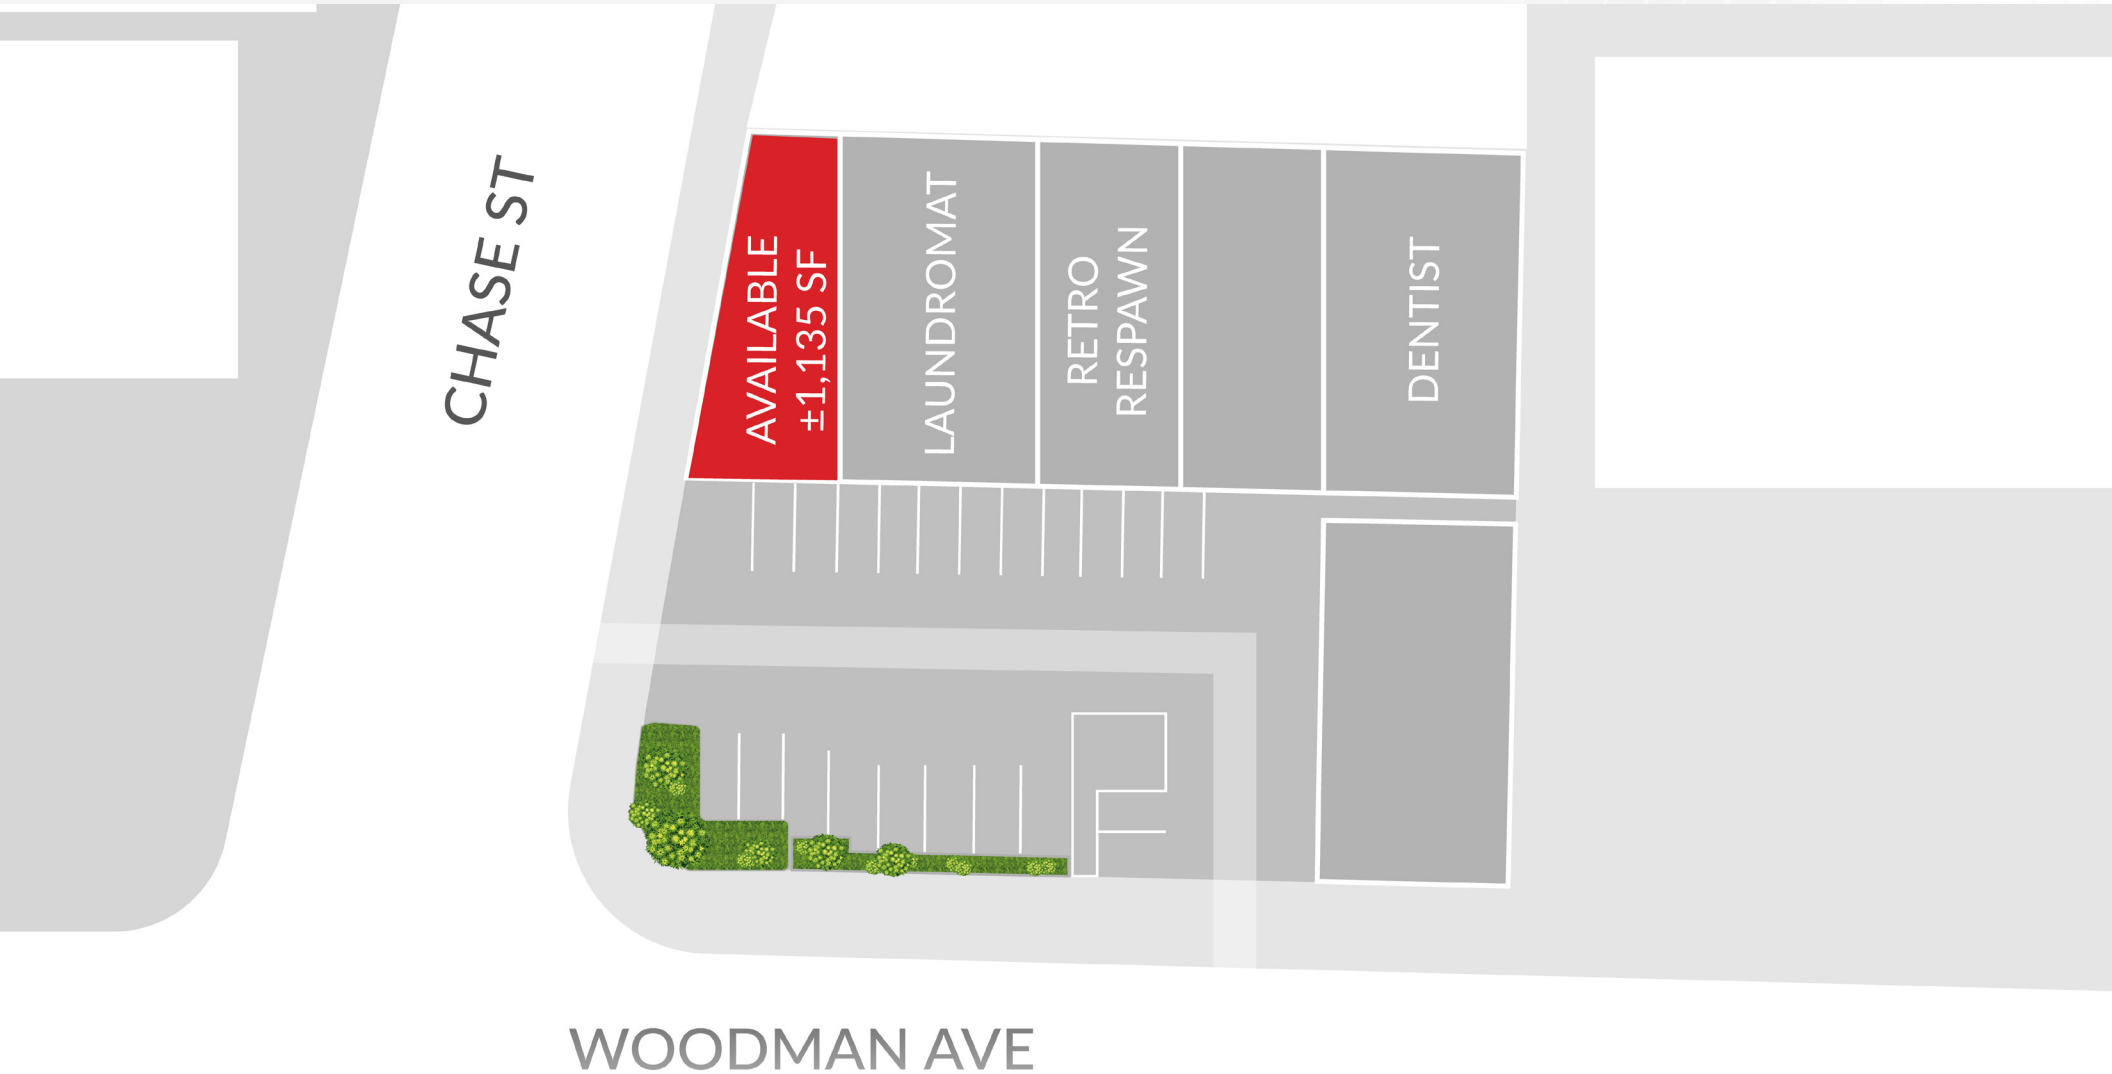 CHASE ST
AVAILABLE
±1,135 SF
LAUNDROMAT
RETRO
RESPAWN
DENTIST
WOODMAN AVE